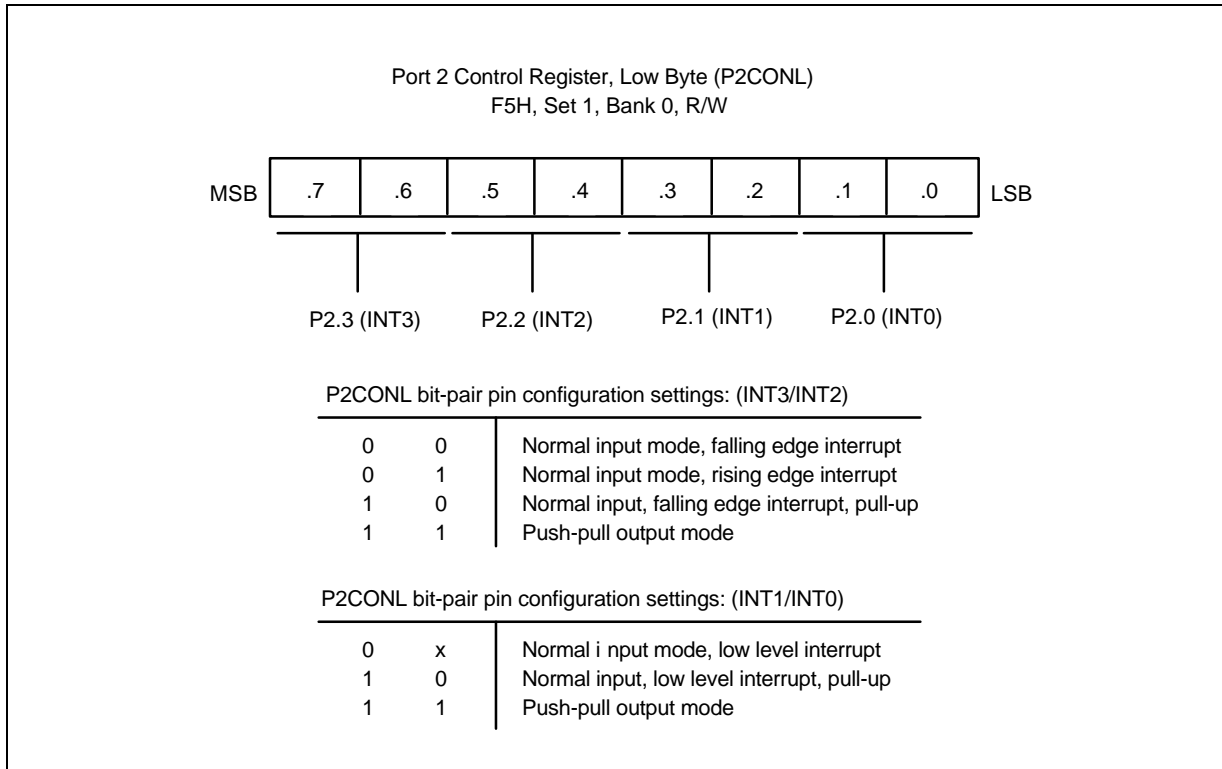 Port 2 Control Register, Low Byte (P2CONL)
F5H, Set 1, Bank 0, R/W
MSB .7 .6 .5 .4 .3 .2 .1 .0 LSB
P2.3 (INT3) P2.2 (INT2) P2.1 (INT1) P2.0 (INT0)
P2CONL bit-pair pin configuration settings: (INT3/INT2)
0 0 Normal input mode, falling edge interrupt
0 1 Normal input mode, rising edge interrupt
1 0 Normal input, falling edge interrupt, pull-up
1 1 Push-pull output mode
P2CONL bit-pair pin configuration settings: (INT1/INT0)
0 x Normal i nput mode, low level interrupt
1 0 Normal input, low level interrupt, pull-up
1 1 Push-pull output mode